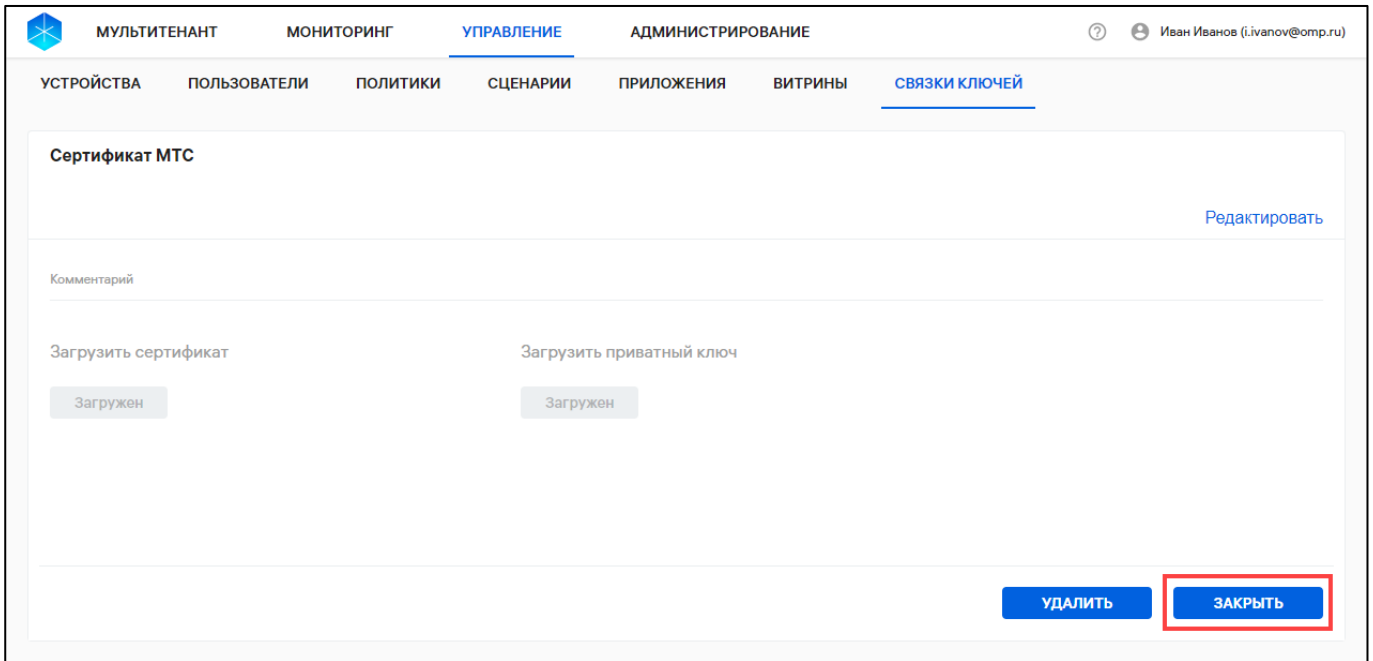 МУЛЬТИТЕНАНТ МОНИТОРИНГ УПРАВЛЕНИЕ АДМИНИСТРИРОВАНИЕ Иван Иванов (i.ivanov@omp.ru)
УСТРОЙСТВА ПОЛЬЗОВАТЕЛИ ПОЛИТИКИ СЦЕНАРИИ ПРИЛОЖЕНИЯ ВИТРИНЫ СВЯЗКИ КЛЮЧЕЙ
Сертификат МТС
Редактировать
Комментарий
Загрузить сертификат Загрузить приватный ключ
Загружен Загружен
УДАЛИТЬ ЗАКРЫТЬ